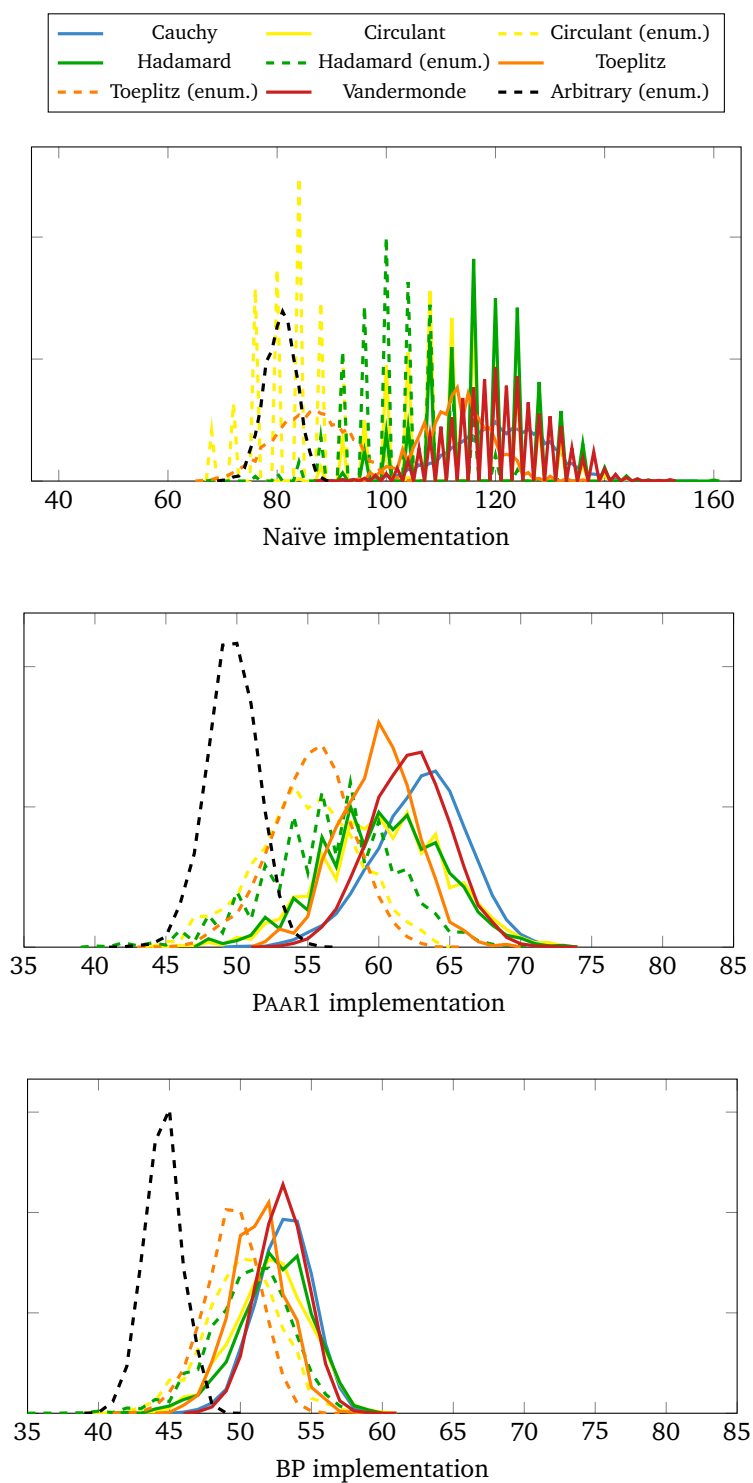 Cauchy Circulant Circulant (enum.)
Hadamard Hadamard (enum.) Toeplitz
Toeplitz (enum.) Vandermonde Arbitrary (enum.)
40 60 80 100 120 140 160
Naïve implementation
35 40 45 50 55 60 65 70 75 80 85
PAAR1 implementation
35 40 45 50 55 60 65 70 75 80 85
BP implementation